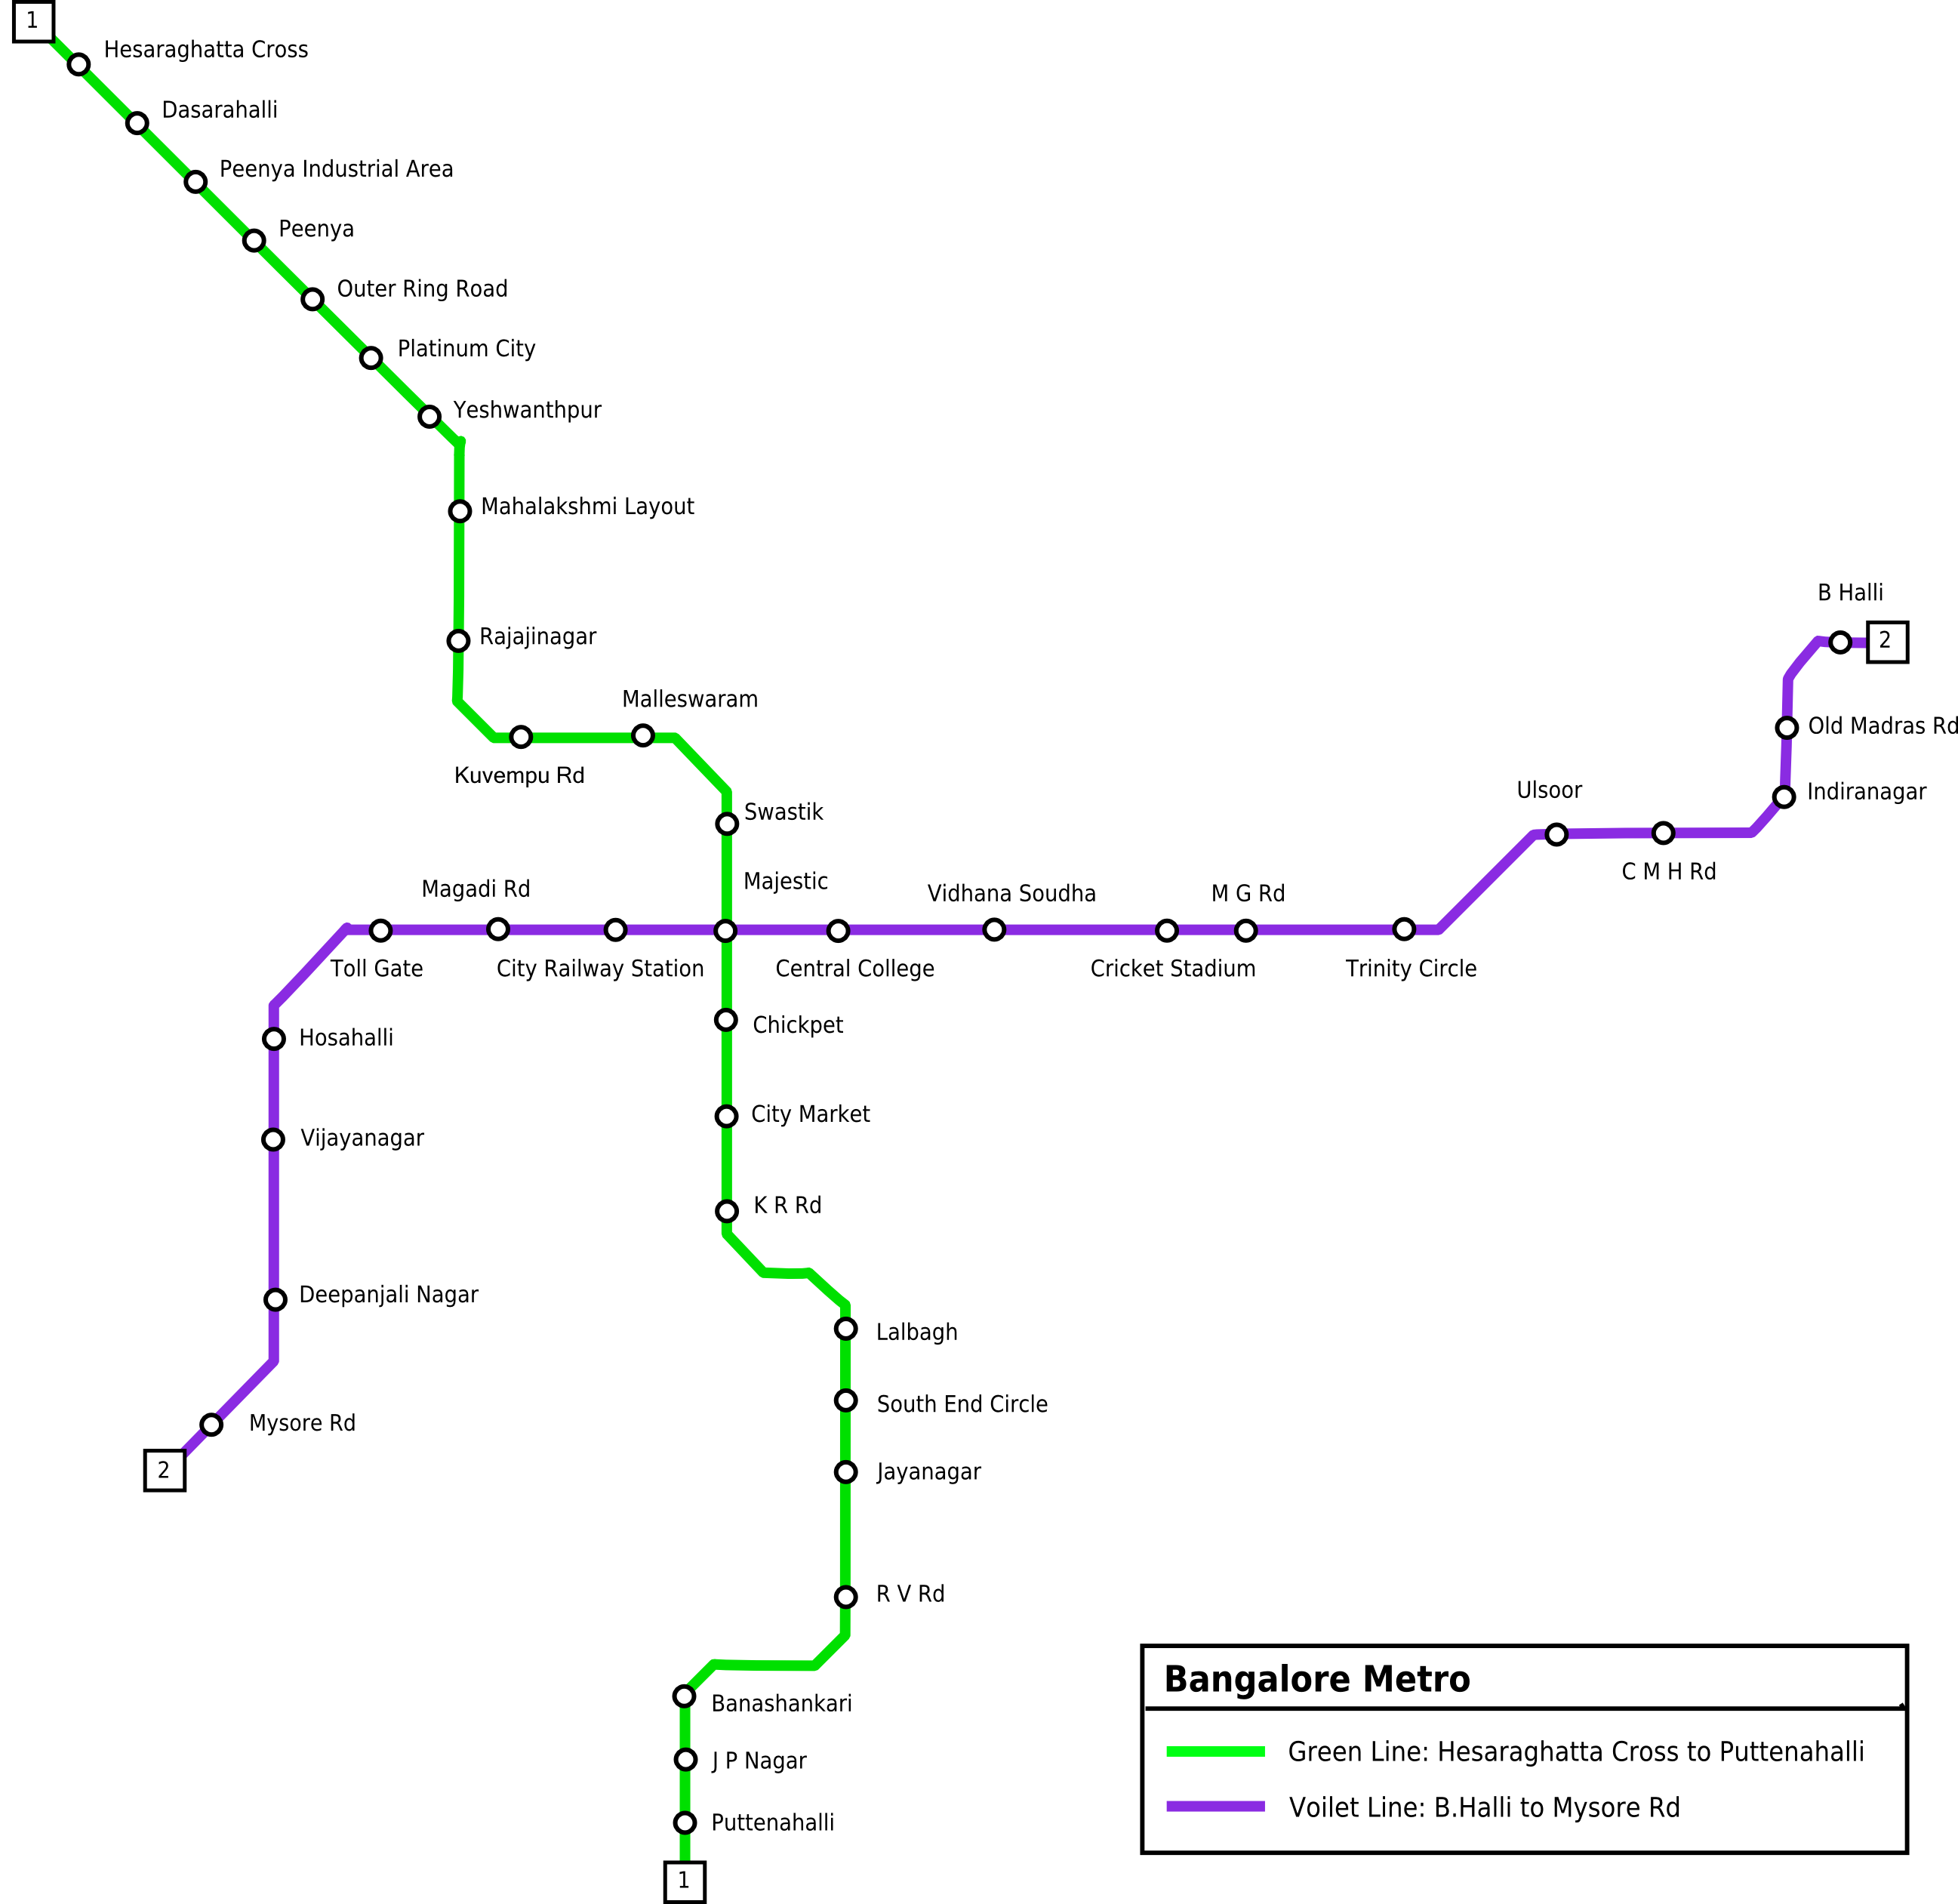 1
Hesaraghatta Cross
Dasarahalli
Peenya Industrial Area
Peenya
Outer Ring Road
Platinum City
Yeshwanthpur
Mahalakshmi Layout
Rajajinagar
Malleswaram
Kuvempu Rd
Swastik
Majestic
B Halli
2
Old Madras Rd
Indiranagar
Ulsoor
C M H Rd
Magadi Rd
Vidhana Soudha
M G Rd
Toll Gate
City Railway Station
Central College
Cricket Stadium
Trinity Circle
Hosahalli
Chickpet
Vijayanagar
City Market
K R Rd
Deepanjali Nagar
Lalbagh
South End Circle
Mysore Rd
2
Jayanagar
R V Rd
Banashankari
J P Nagar
Puttenahalli
1
Bangalore Metro
Green Line: Hesaraghatta Cross to Puttenahalli
Voilet Line: B.Halli to Mysore Rd